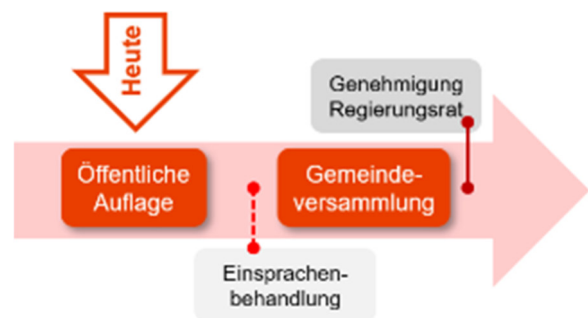 Heute
Genehmigung
Regierungsrat
Öffentliche
Auflage
Gemeinde-
versammlung
Einsprachen-
behandlung